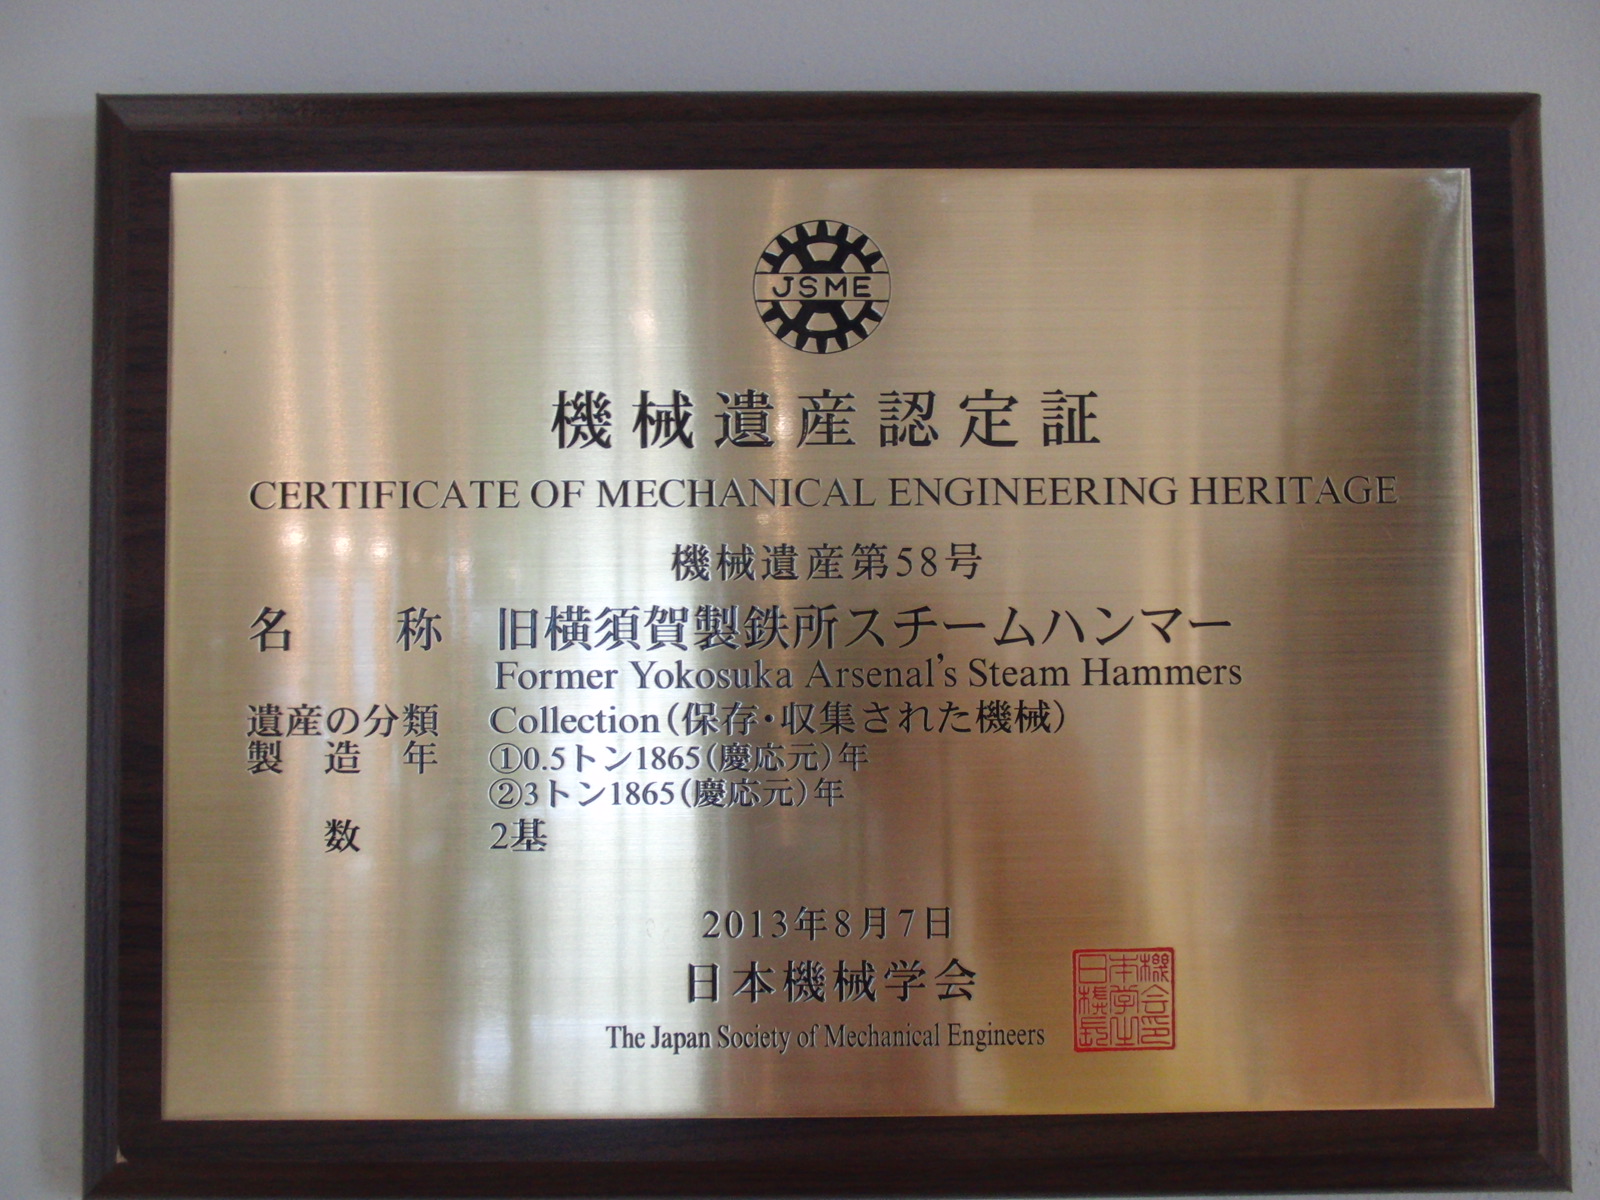 JSME
機械遺産認定証
CERTIFICATE OF MECHANICAL ENGINEERING HERITAGE
機械遺産第58号
名称 旧横須賀製鉄所スチームハンマー
Former Yokosuka Arsenal's Steam Hammers
遺産の分類 Collection(保存・収集された機械)
製造年 ①0.5トン1865(慶応元)年
②3トン1865(慶応元)年
数 2基
2013年8月7日
日本機械学会
The Japan Society of Mechanical Engineers